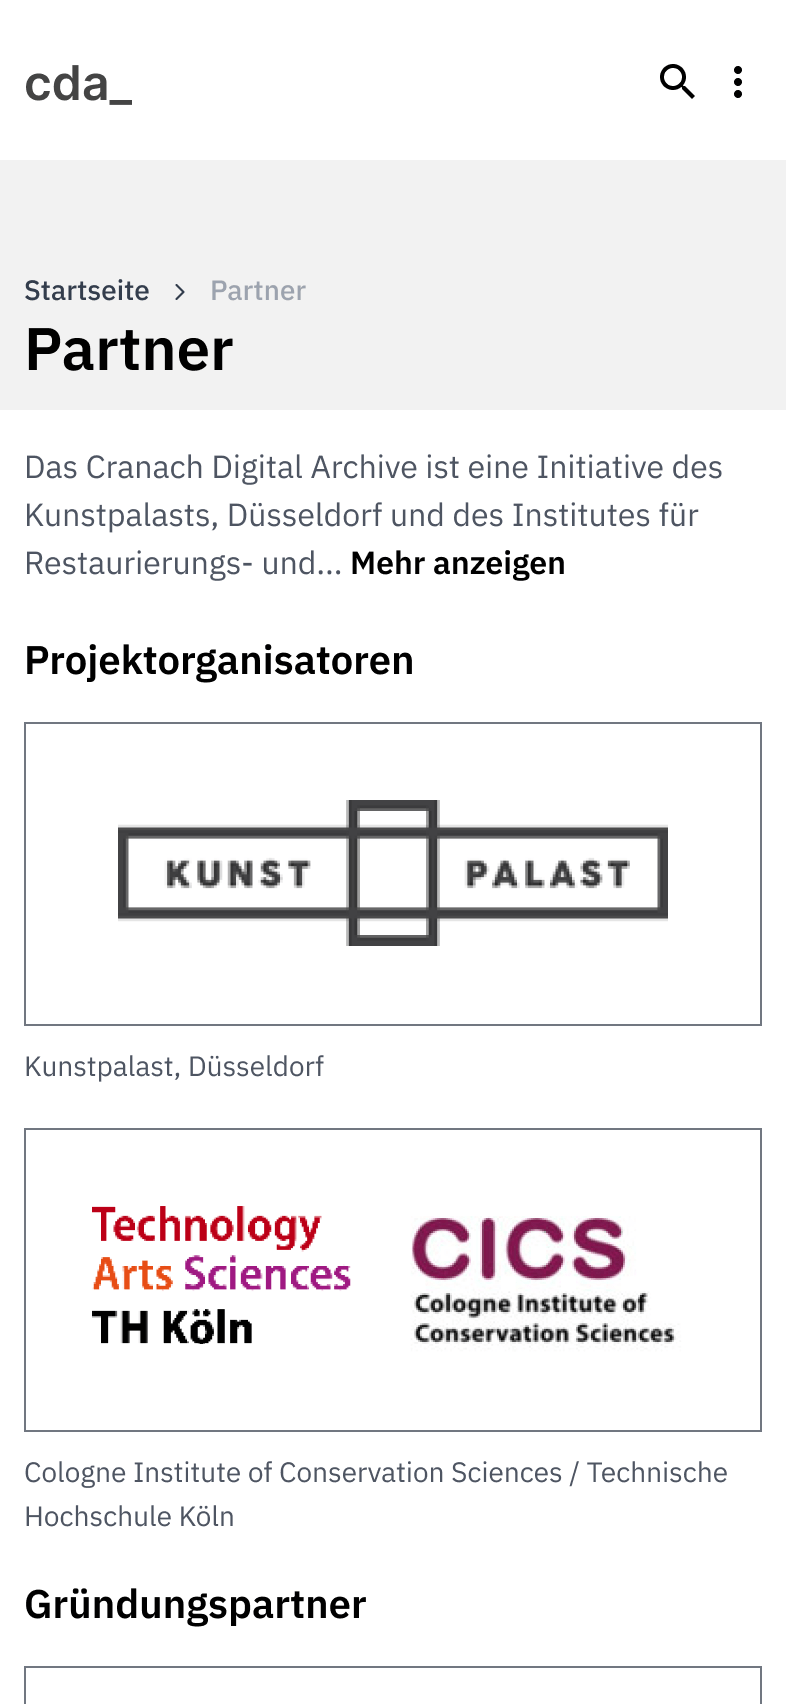 cda_
Startseite > Partner
Partner
Das Cranach Digital Archive ist eine Initiative des
Kunstpalasts, Düsseldorf und des Institutes für
Restaurierungs- und... Mehr anzeigen
Projektorganisatoren
KUNST PALAST
Kunstpalast, Düsseldorf
Technology
Arts Sciences
TH Köln
CICS
Cologne Institute of
Conservation Sciences
Cologne Institute of Conservation Sciences / Technische
Hochschule Köln
Gründungspartner